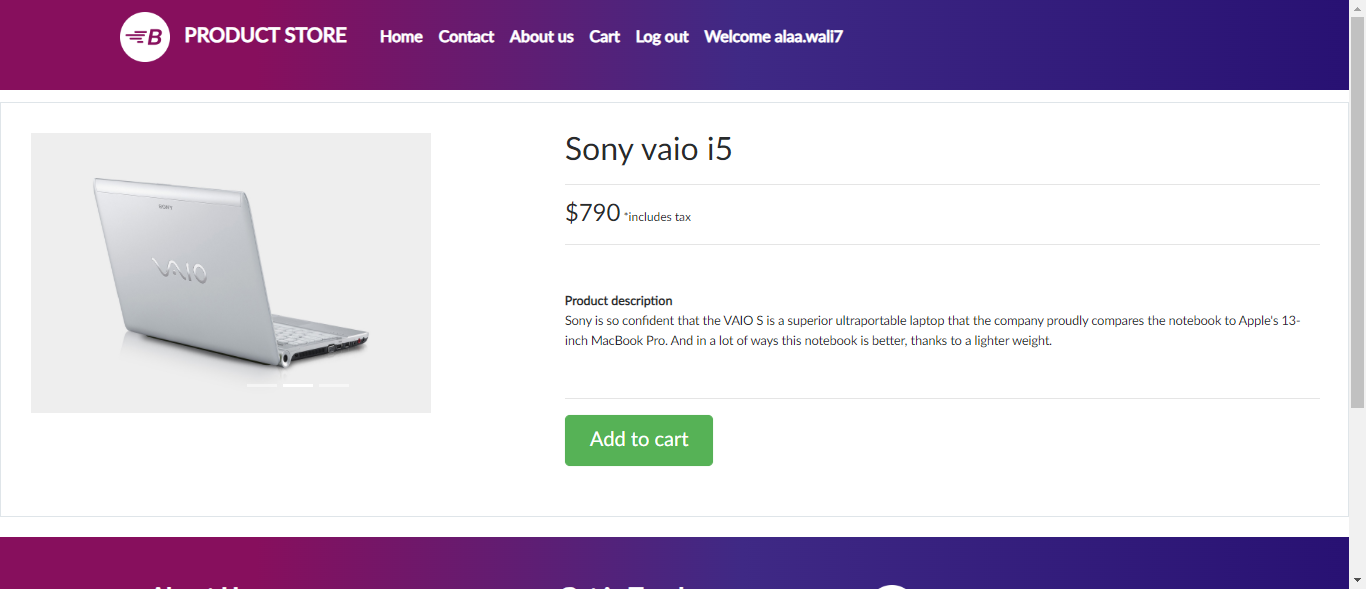 B PRODUCT STORE Home Contact About us Cart Log out Welcome alaa.wali7
SONY
VAIO
Sony vaio i5
$790 *includes tax
Product description
Sony is so confident that the VAIO S is a superior ultraportable laptop that the company proudly compares the notebook to Apple's 13-
inch MacBook Pro. And in a lot of ways this notebook is better, thanks to a lighter weight.
Add to cart